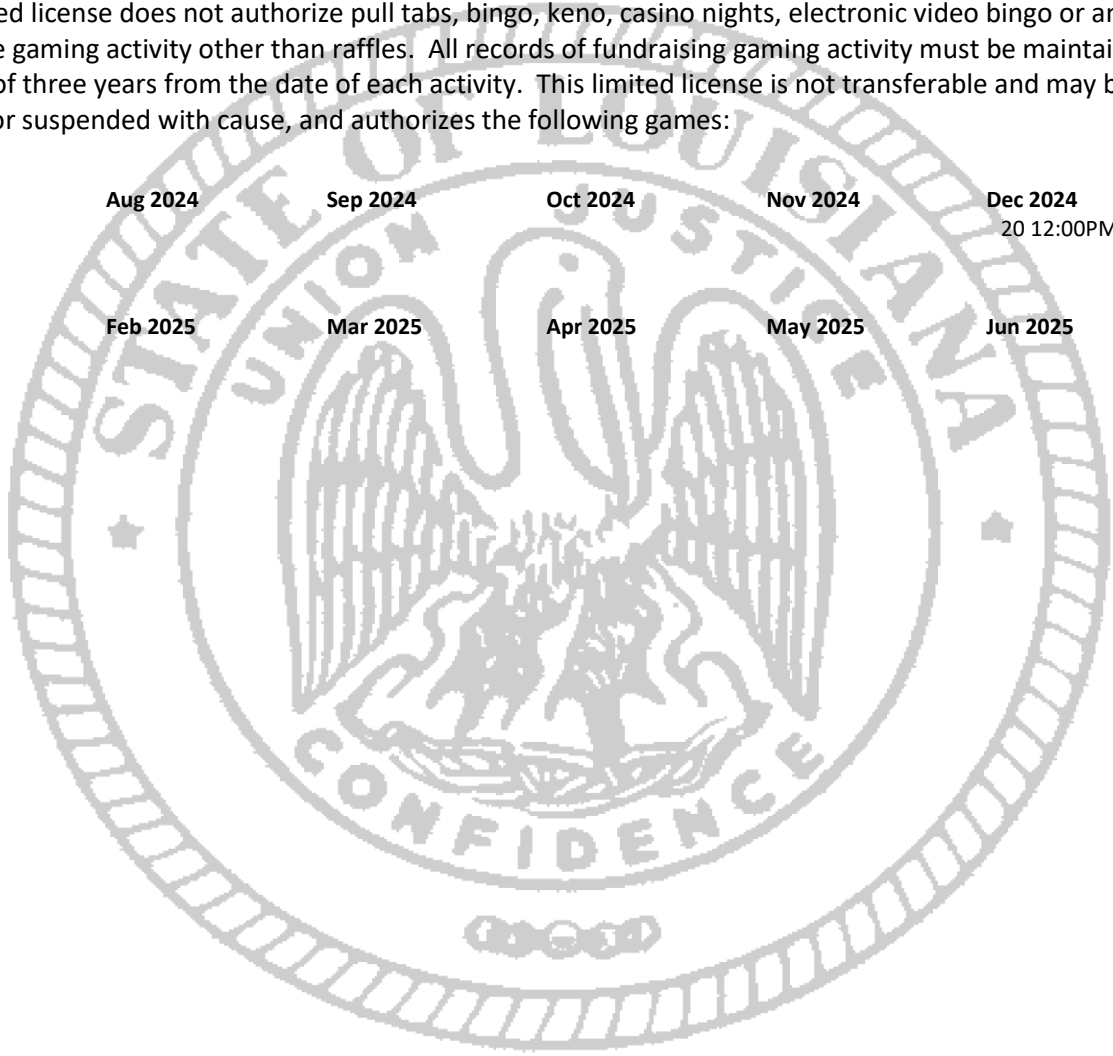 ed license does not authorize pull tabs, bingo, keno, casino nights, electronic video bingo or
e gaming activity other than raffles. All records of fundraising gaming activity must be
of three years from the date of each activity. This limited license is not transferable and may
or suspended with cause, and authorizes the following games:
Aug 2024 Sep 2024 Oct 2024 Nov 2024 Dec 2024
20 12:00PM
Feb 2025 Mar 2025 Apr 2025 May 2025 Jun 2025
STATE OF LOUISIANA
UNION JUSTICE
CONFIDENCE